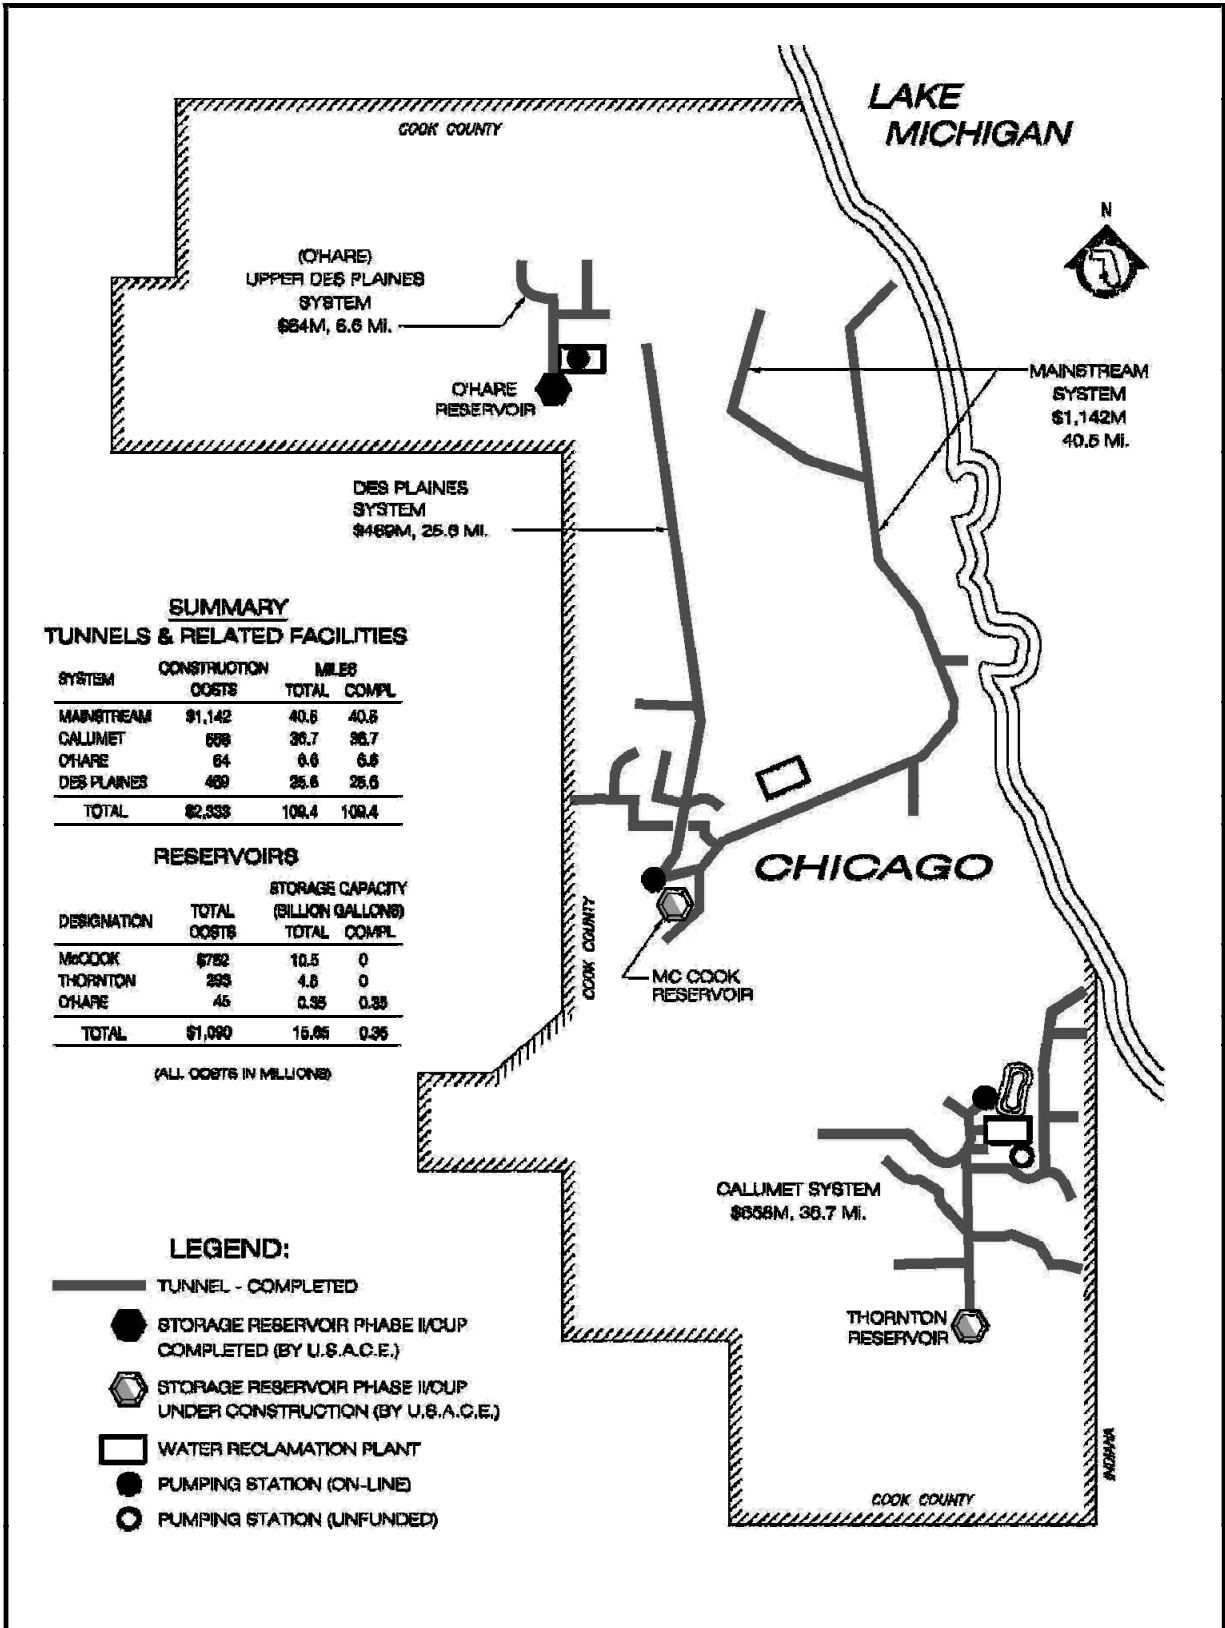 LAKE
MICHIGAN
COOK COUNTY
N
(O'HARE)
UPPER DES PLAINES
SYSTEM
$64M, 6.6 MI.
O'HARE
RESERVOIR
MAINSTREAM
SYSTEM
$1,142M
40.5 MI.
DES PLAINES
SYSTEM
$469M, 25.6 MI.
SUMMARY
TUNNELS & RELATED FACILITIES
SYSTEM CONSTRUCTION COSTS MILES
TOTAL COMPL
MAINSTREAM $1,142 40.5 40.5
CALUMET 658 36.7 36.7
O'HARE 64 6.6 6.6
DES PLAINES 469 25.6 25.6
TOTAL $2,333 109.4 109.4
RESERVOIRS
DESIGNATION TOTAL COSTS STORAGE CAPACITY (BILLION GALLONS)
TOTAL COMPL
McCOOK $752 10.5 0
THORNTON 293 4.8 0
O'HARE 45 0.35 0.35
TOTAL $1,090 15.65 0.35
(ALL COSTS IN MILLIONS)
CHICAGO
COOK COUNTY
MC COOK
RESERVOIR
CALUMET SYSTEM
$658M, 36.7 MI.
THORNTON
RESERVOIR
LEGEND:
TUNNEL - COMPLETED
STORAGE RESERVOIR PHASE II/CUP
COMPLETED (BY U.S.A.C.E.)
STORAGE RESERVOIR PHASE II/CUP
UNDER CONSTRUCTION (BY U.S.A.C.E.)
WATER RECLAMATION PLANT
PUMPING STATION (ON-LINE)
PUMPING STATION (UNFUNDED)
INDIANA
COOK COUNTY